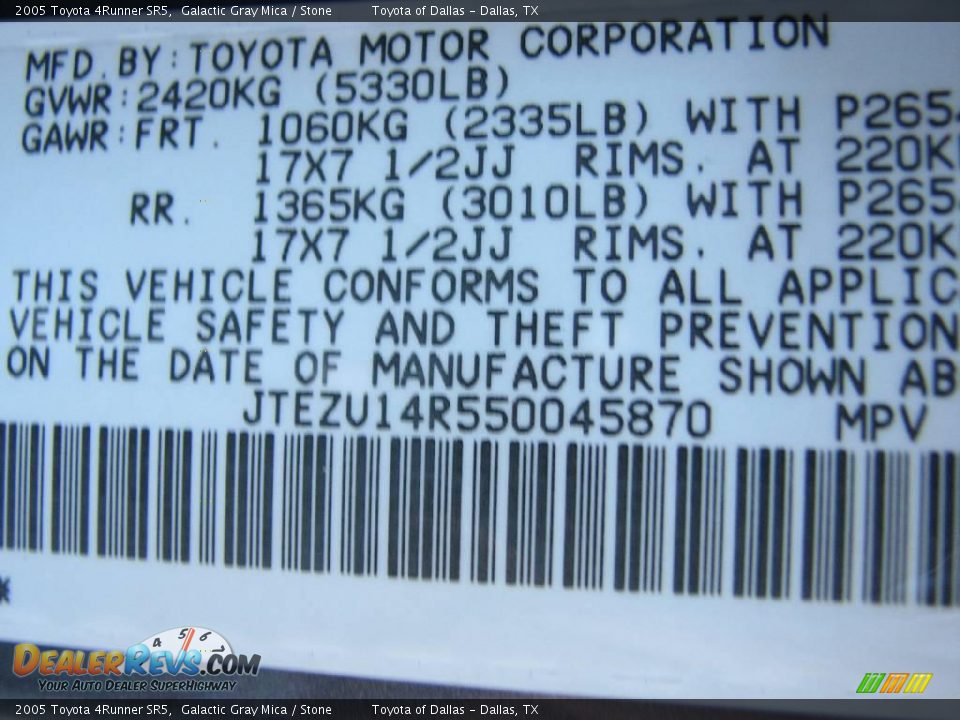 2005 Toyota 4Runner SR5, Galactic Gray Mica / Stone Toyota of Dallas - Dallas, TX
MFD. BY: TOYOTA MOTOR CORPORATION
GVWR: 2420KG (5330LB)
GAWR: FRT. 1060KG (2335LB) WITH P265
17X7 1/2JJ RIMS. AT 220K
RR. 1365KG (3010LB) WITH P265
17X7 1/2JJ RIMS. AT 220K
THIS VEHICLE CONFORMS TO ALL APPLIC
VEHICLE SAFETY AND THEFT PREVENTION
ON THE DATE OF MANUFACTURE SHOWN AB
JTEZU14R550045870 MPV
*
4 5 6 7
DEALERREVS.COM
YOUR AUTO DEALER SUPERHIGHWAY
2005 Toyota 4Runner SR5, Galactic Gray Mica / Stone Toyota of Dallas - Dallas, TX